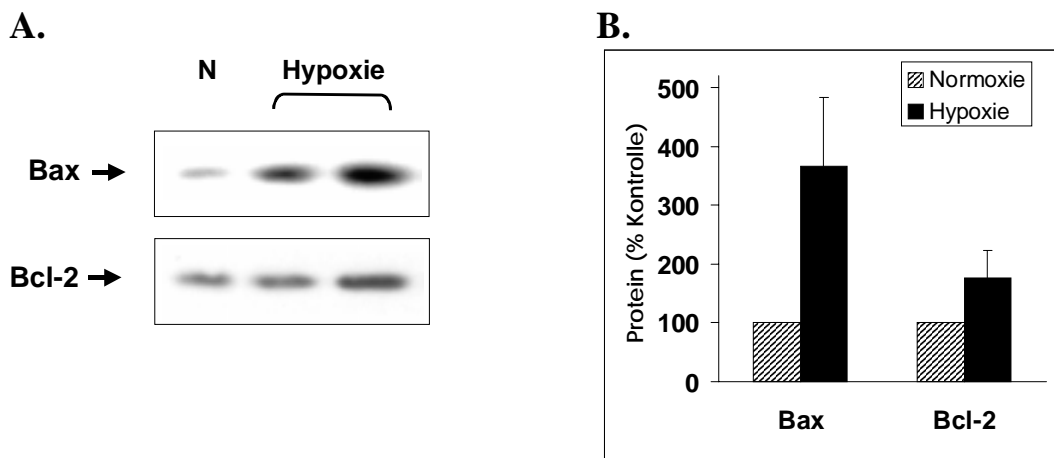 A.
N Hypoxie
Bax
Bcl-2
B.
Normoxie
Hypoxie
Protein (% Kontrolle)
500
400
300
200
100
0
Bax Bcl-2